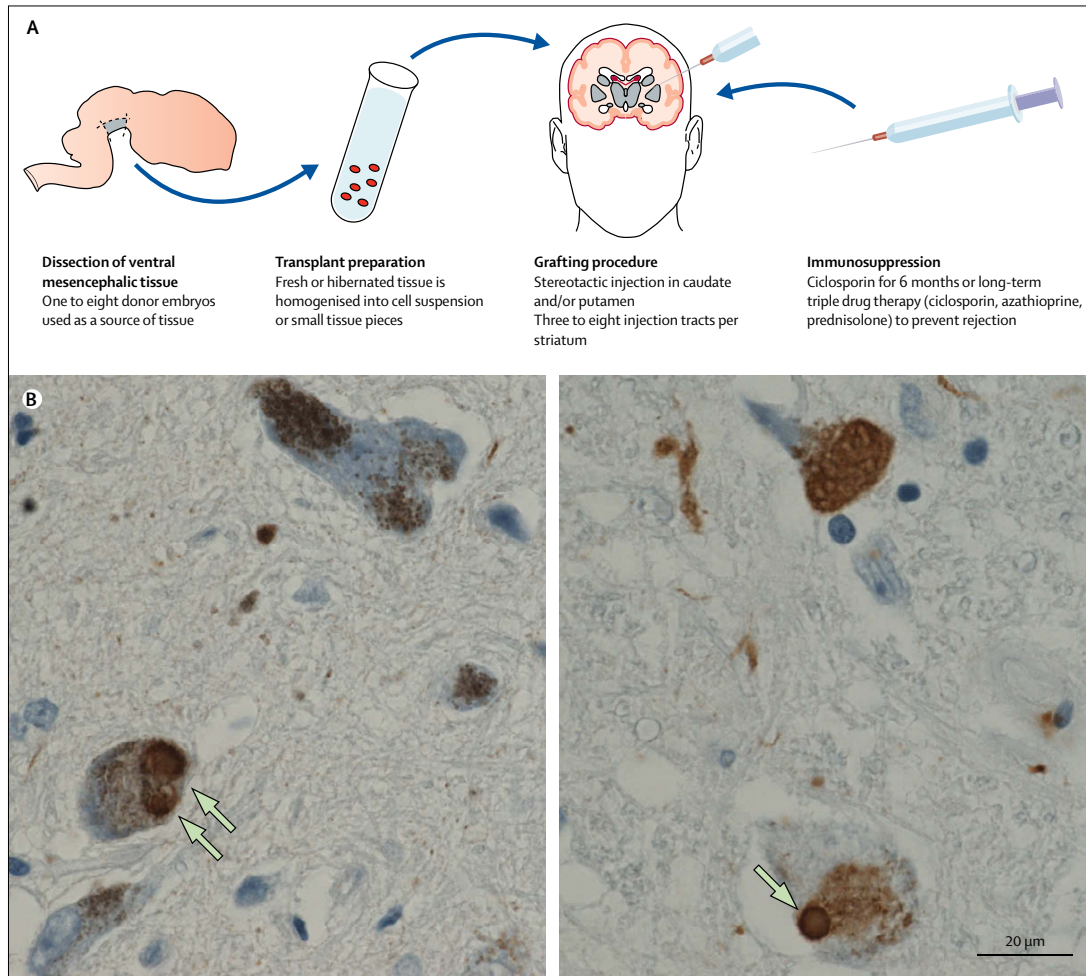 A
Dissection of ventral
mesencephalic tissue
One to eight donor embryos
used as a source of tissue
Transplant preparation
Fresh or hibernated tissue is
homogenised into cell suspension
or small tissue pieces
Grafting procedure
Stereotactic injection in caudate
and/or putamen
Three to eight injection tracts per
striatum
Immunosuppression
Ciclosporin for 6 months or long-term
triple drug therapy (ciclosporin, azathioprine,
prednisolone) to prevent rejection
B
20 µm